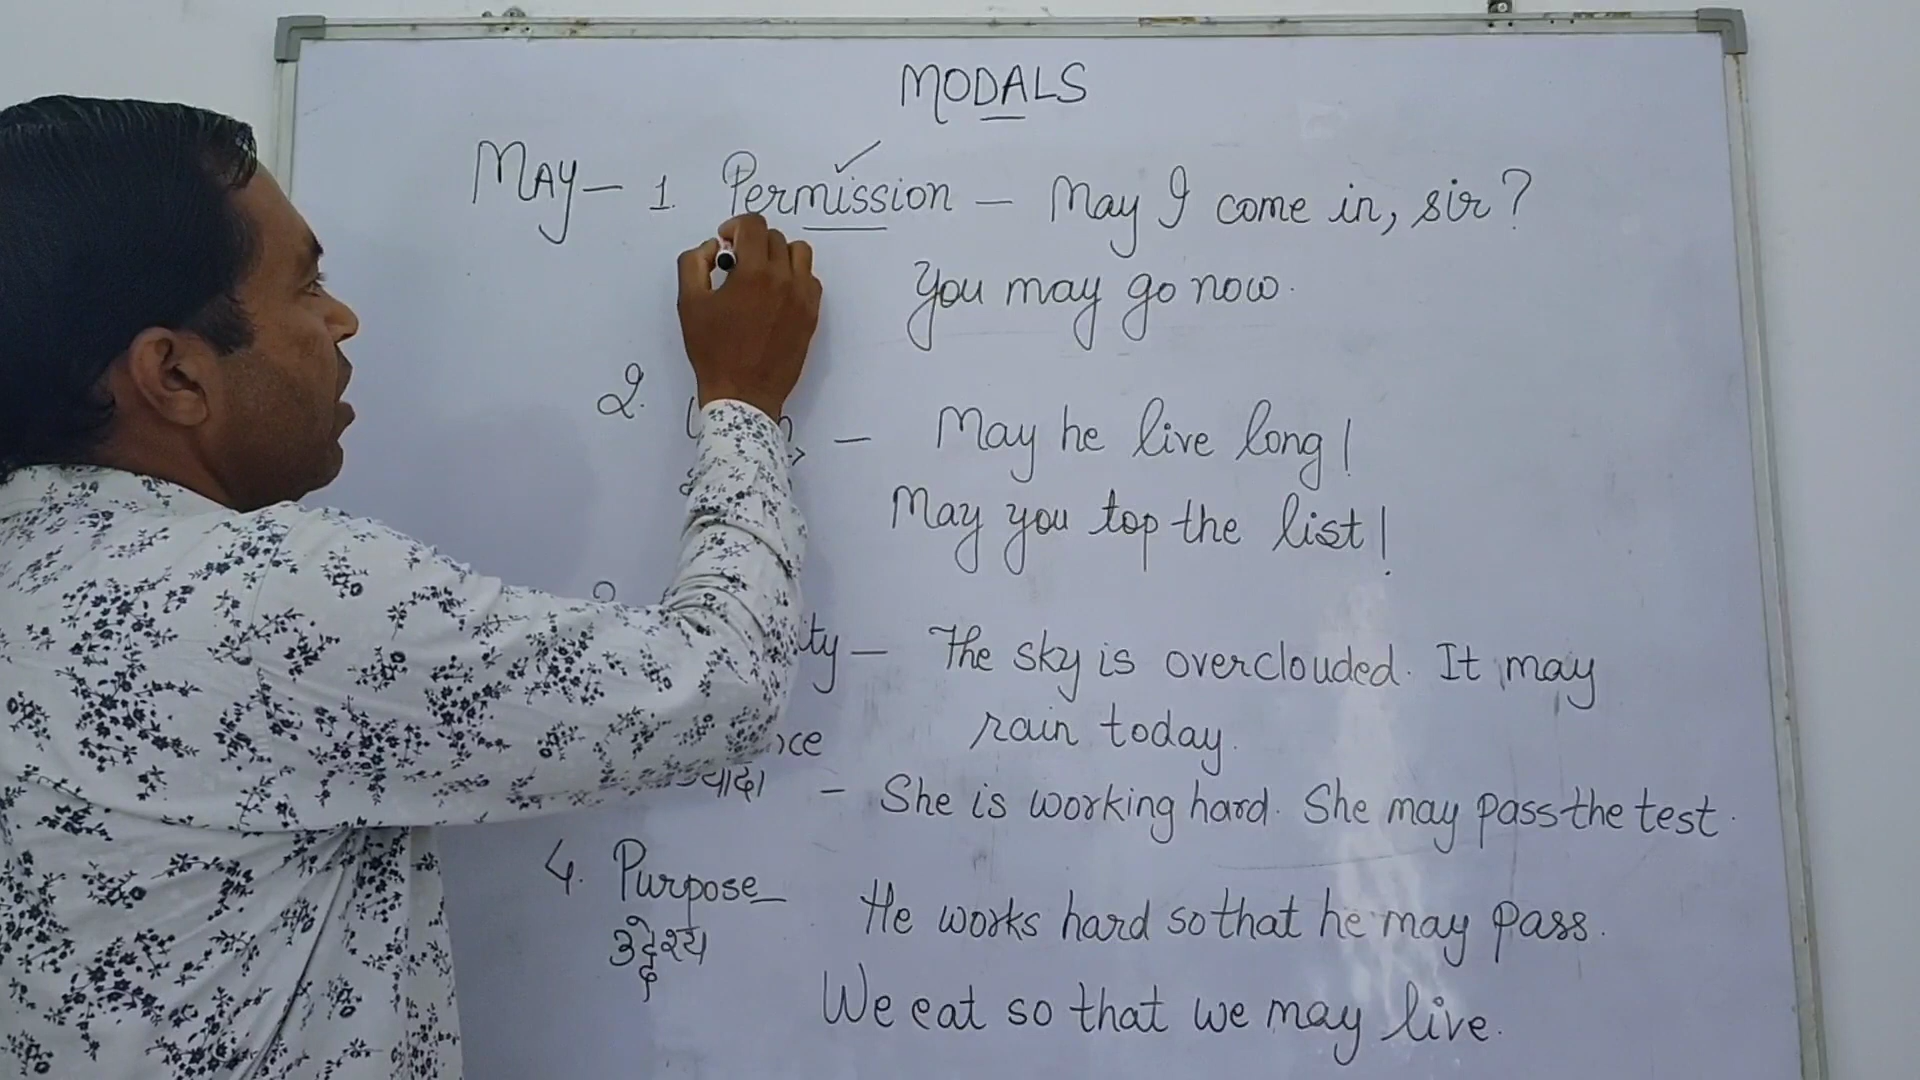 MODALS
MAY – 1. Permission – May I come in, sir?
You may go now.
2. – May he live long!
May you top the list!
– The sky is overclouded. It may
rain today.
– She is working hard. She may pass the test.
4. Purpose – He works hard so that he may pass.
उद्देश्य
We eat so that we may live.